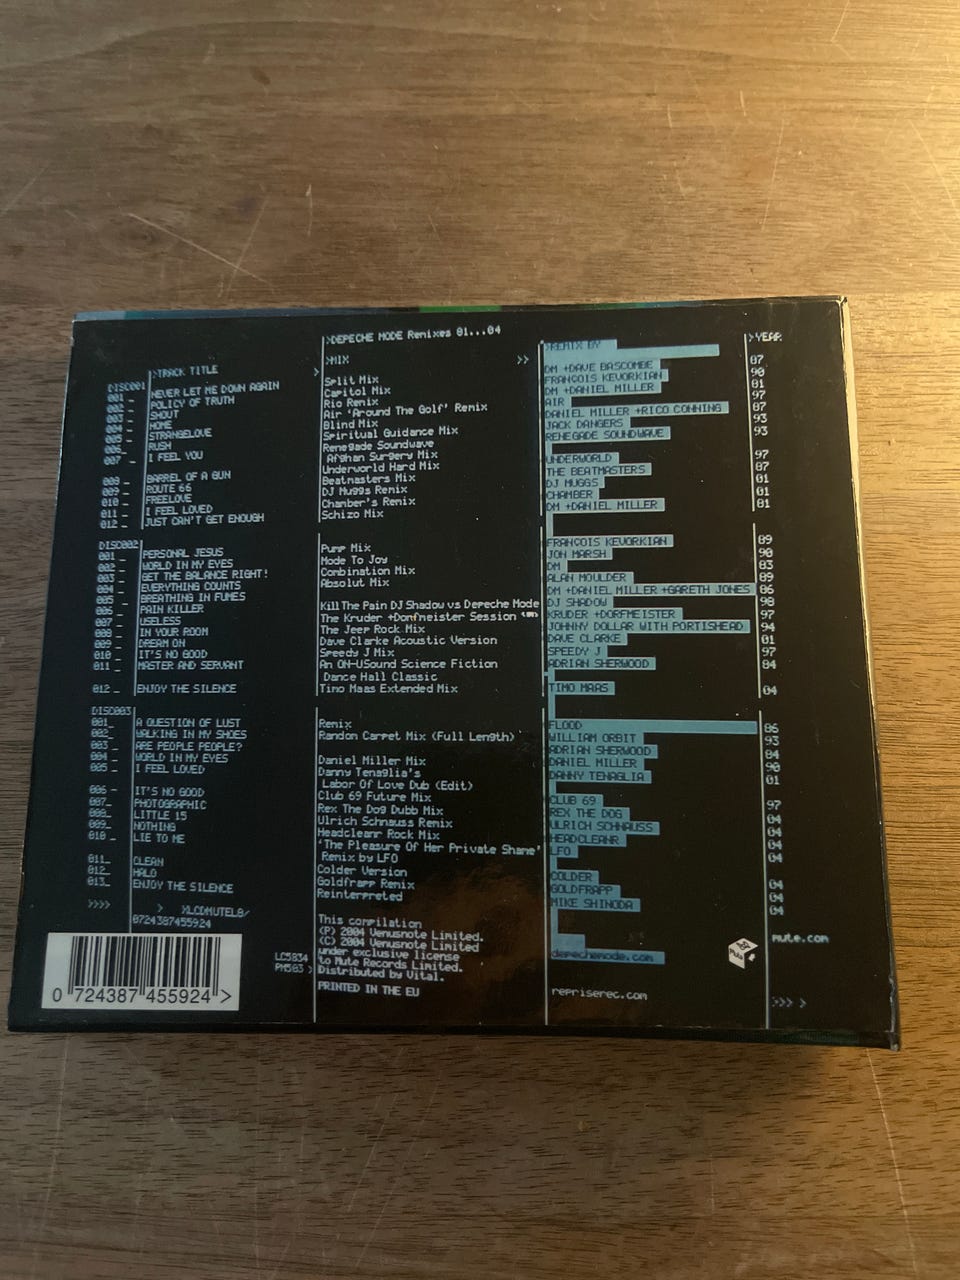 >DEPECHE MODE Remixes 81...04
>TRACK TITLE > >MIX >> >REMIX BY >YEAR
DISC001
001 _ NEVER LET ME DOWN AGAIN Split Mix DM +DAVE BASCOMBE 87
002 _ POLICY OF TRUTH Capitol Mix FRANÇOIS KEVORKIAN 90
003 _ SHOUT Rio Remix DM +DANIEL MILLER 81
004 _ HOME Air 'Around The Golf' Remix AIR 97
005 _ STRANGELOVE Blind Mix DANIEL MILLER +RICO CONNING 87
006_ RUSH Spiritual Guidance Mix JACK DANGERS 93
007 _ I FEEL YOU Renegade Soundwave RENEGADE SOUNDWAVE 93
Afghan Surgery Mix
008 _ BARREL OF A GUN Underworld Hard Mix UNDERWORLD 97
009 _ ROUTE 66 Beatmasters Mix THE BEATMASTERS 87
010 _ FREELOVE DJ Muggs Remix DJ MUGGS 01
011 _ I FEEL LOVED Chamber's Remix CHAMBER 01
012 _ JUST CAN'T GET ENOUGH Schizo Mix DM +DANIEL MILLER 81
DISC002
001 _ PERSONAL JESUS Pump Mix FRANÇOIS KEVORKIAN 89
002 _ WORLD IN MY EYES Mode To Joy JON MARSH 90
003 _ GET THE BALANCE RIGHT! Combination Mix DM 83
004 _ EVERYTHING COUNTS Absolut Mix ALAN MOULDER 89
005 _ BREATHING IN FUMES DM +DANIEL MILLER +GARETH JONES 86
006 _ PAIN KILLER Kill The Pain DJ Shadow vs Depeche Mode DJ SHADOW 98
007 _ USELESS The Kruder +Dorfmeister Session KRUDER +DORFMEISTER 97
008 _ IN YOUR ROOM The Jeep Rock Mix JOHNNY DOLLAR WITH PORTISHEAD 94
009 _ DREAM ON Dave Clarke Acoustic Version DAVE CLARKE 01
010 _ IT'S NO GOOD Speedy J Mix SPEEDY J 97
011 _ MASTER AND SERVANT An ON-USound Science Fiction ADRIAN SHERWOOD 84
Dance Hall Classic
012 _ ENJOY THE SILENCE Timo Maas Extended Mix TIMO MAAS 04
DISC003
001_ A QUESTION OF LUST Remix FLOOD 86
002_ WALKING IN MY SHOES Random Carpet Mix (Full Length) WILLIAM ORBIT 93
003 _ ARE PEOPLE PEOPLE? ADRIAN SHERWOOD 84
004 _ WORLD IN MY EYES Daniel Miller Mix DANIEL MILLER 90
005 _ I FEEL LOVED Danny Tenaglia's DANNY TENAGLIA 01
Labor Of Love Dub (Edit)
006 _ IT'S NO GOOD Club 69 Future Mix CLUB 69 97
007_ PHOTOGRAPHIC Rex The Dog Dubb Mix REX THE DOG 04
008_ LITTLE 15 Ulrich Schnauss Remix ULRICH SCHNAUSS 04
009_ NOTHING Headcleanr Rock Mix HEADCLEANR 04
010 _ LIE TO ME 'The Pleasure Of Her Private Shame' LFO 04
Remix by LFO
011_ CLEAN Colder Version COLDER 04
012_ HALO Goldfrapp Remix GOLDFRAPP 04
013_ ENJOY THE SILENCE Reinterpreted MIKE SHINODA 04
>>>> > XLCDMUTEL8/
0724387455924
This compilation
(P) 2004 Venusnote Limited.
(C) 2004 Venusnote Limited
under exclusive license
to Mute Records Limited.
Distributed by Vital.
PRINTED IN THE EU
LC5834
PM583 >
depechemode.com
repriserec.com
Mute
mute.com
>>> >
0 724387 455924 >